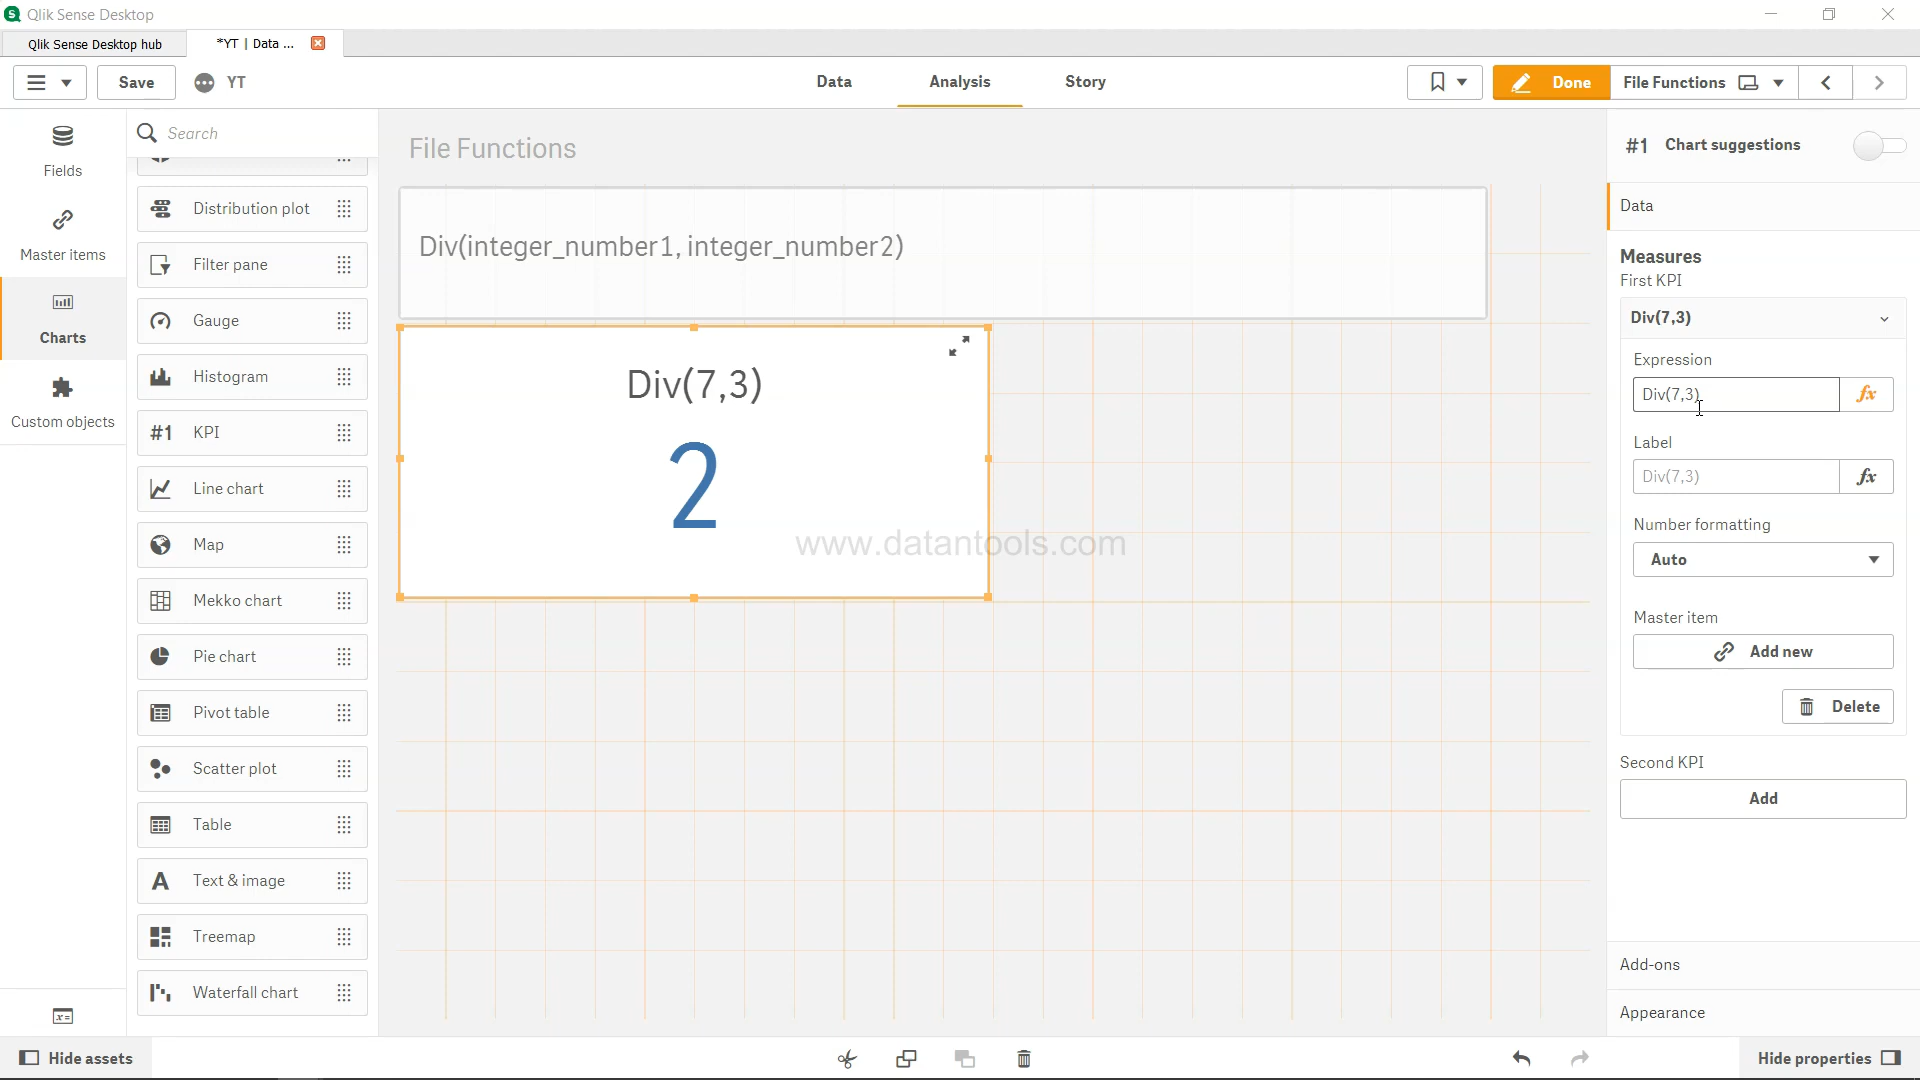 Qlik Sense Desktop
Qlik Sense Desktop hub
*YT | Data ...
Save
YT
Data
Analysis
Story
Done
File Functions
Fields
Master items
Charts
Custom objects
Search
Distribution plot
Filter pane
Gauge
Histogram
#1 KPI
Line chart
Map
Mekko chart
Pie chart
Pivot table
Scatter plot
Table
A Text & image
Treemap
Waterfall chart
File Functions
Div(integer_number1, integer_number2)
Div(7,3)
2
www.datantools.com
#1 Chart suggestions
Data
Measures
First KPI
Div(7,3)
Expression
Div(7,3)
fx
Label
Div(7,3)
fx
Number formatting
Auto
Master item
Add new
Delete
Second KPI
Add
Add-ons
Appearance
x=
Hide assets
Hide properties